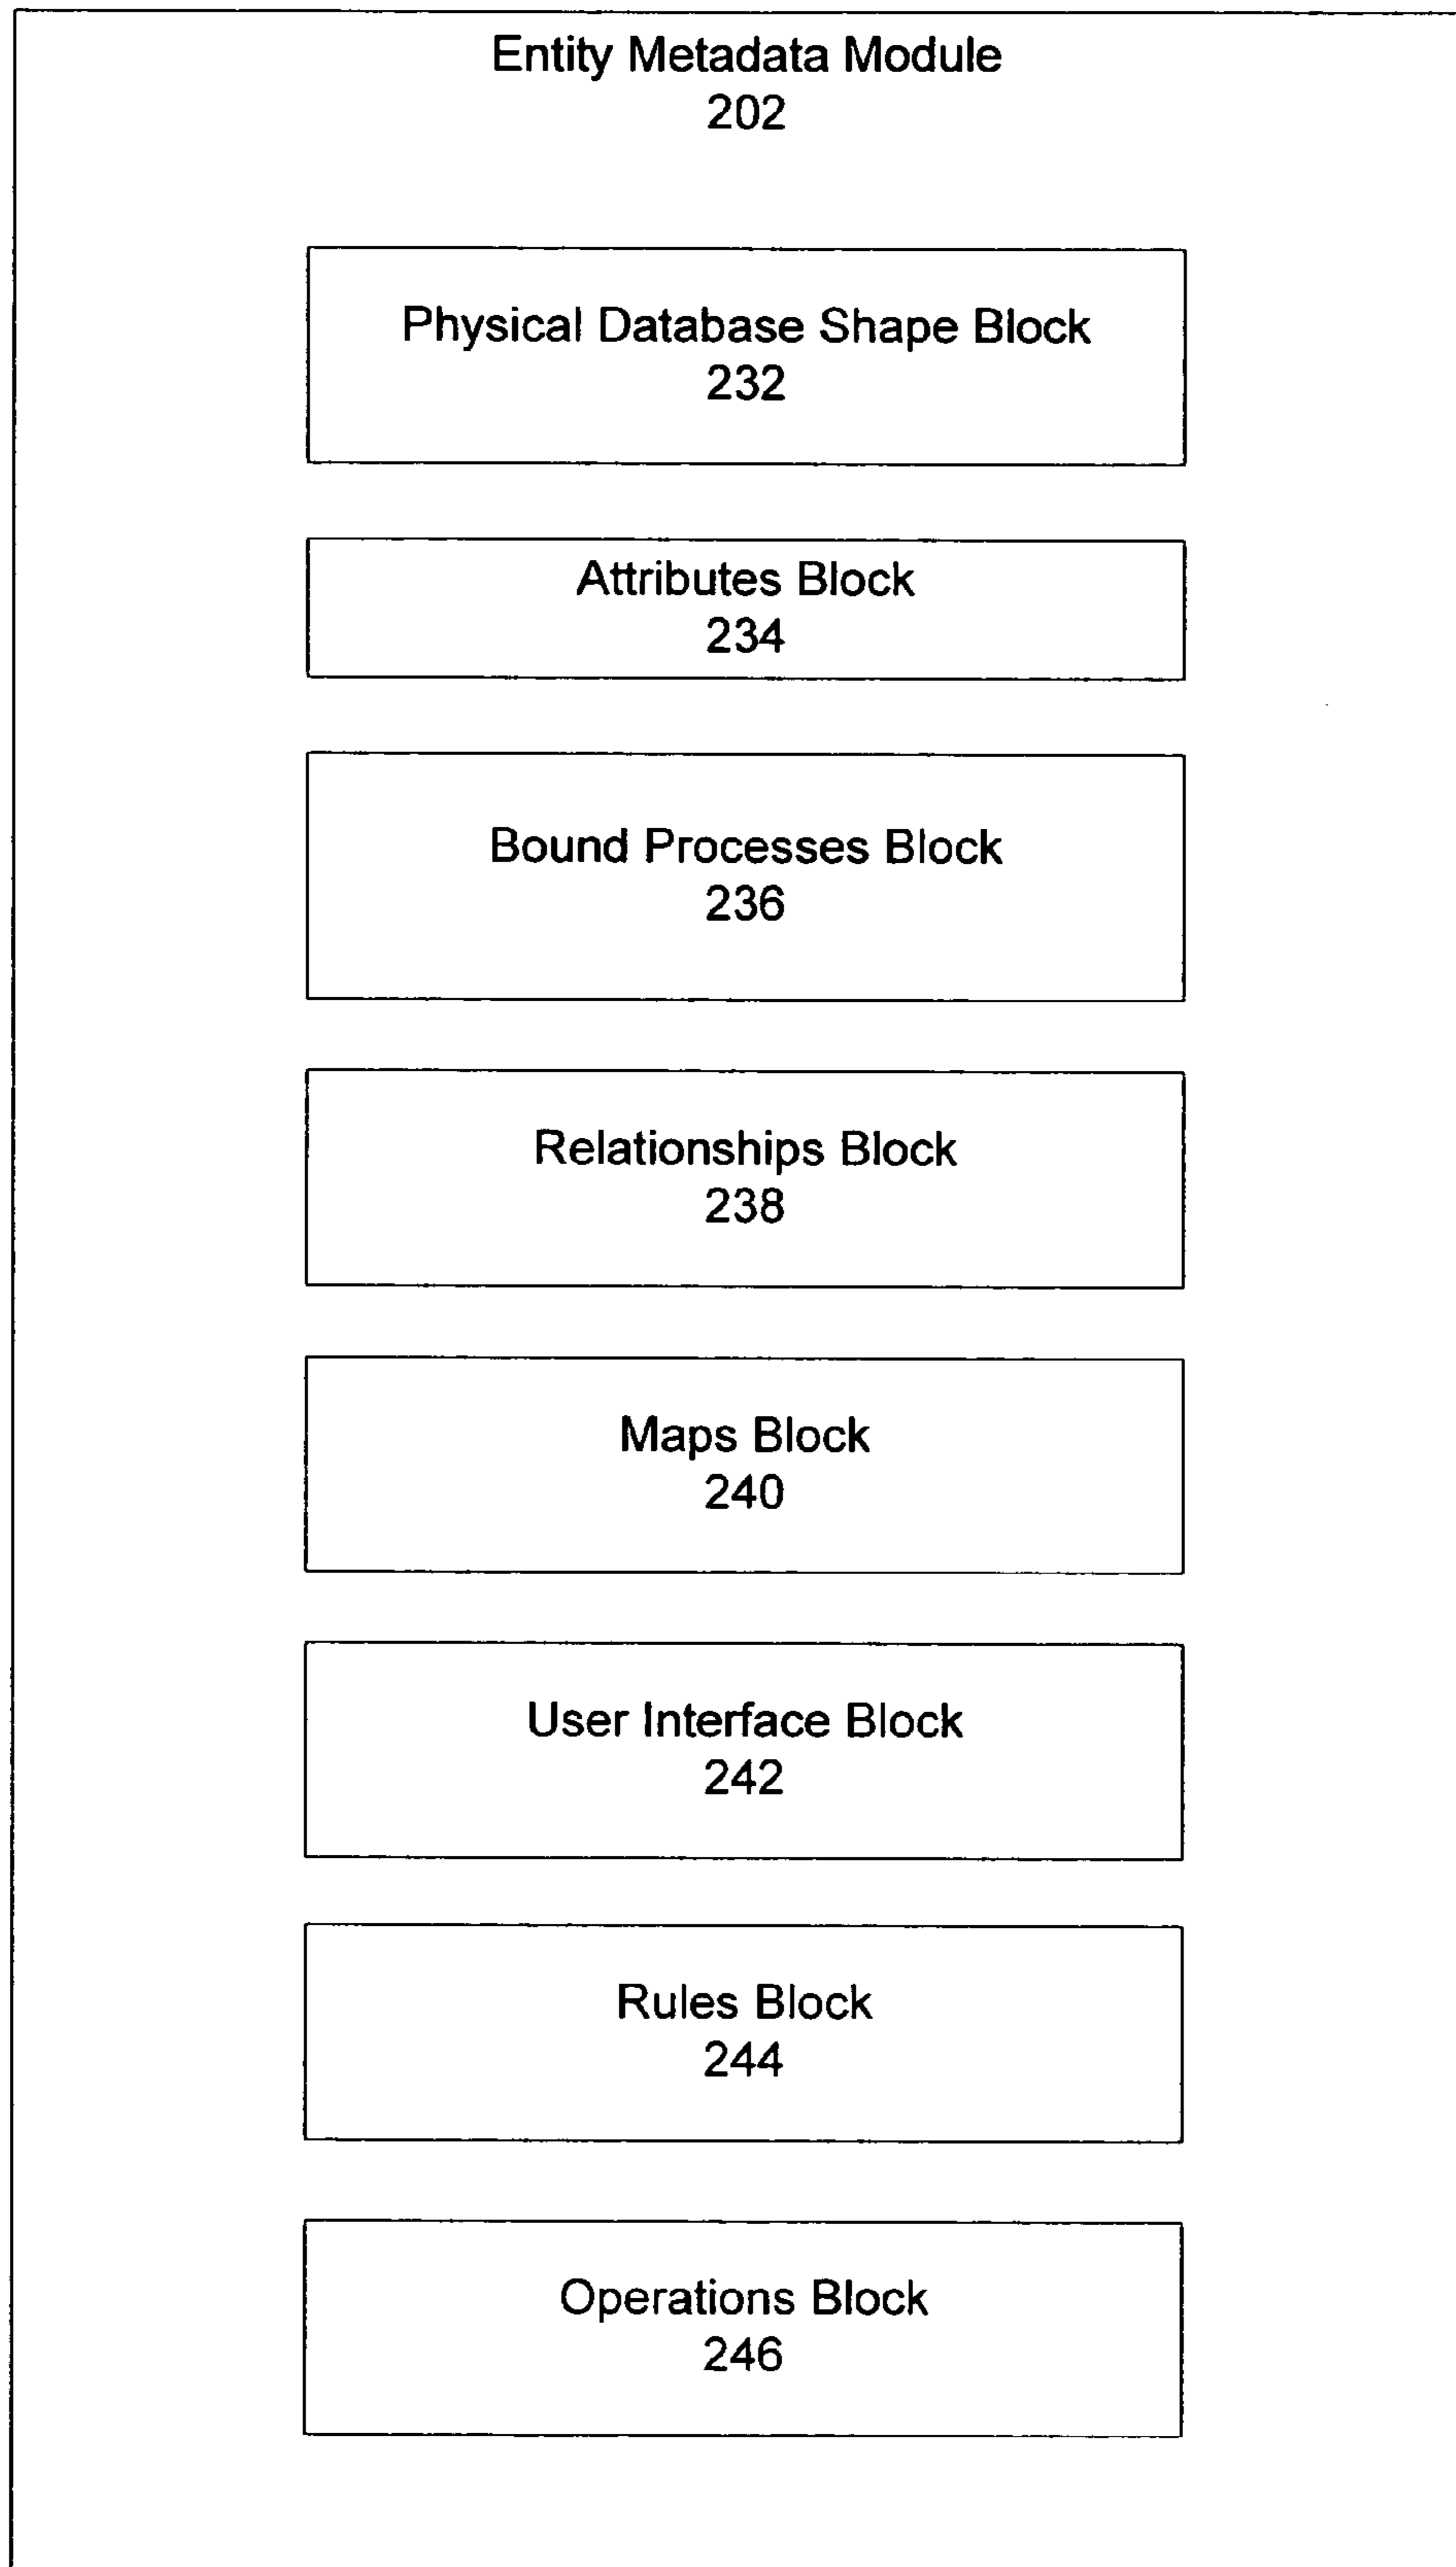 Entity Metadata Module
202
Physical Database Shape Block
232
Attributes Block
234
Bound Processes Block
236
Relationships Block
238
Maps Block
240
User Interface Block
242
Rules Block
244
Operations Block
246